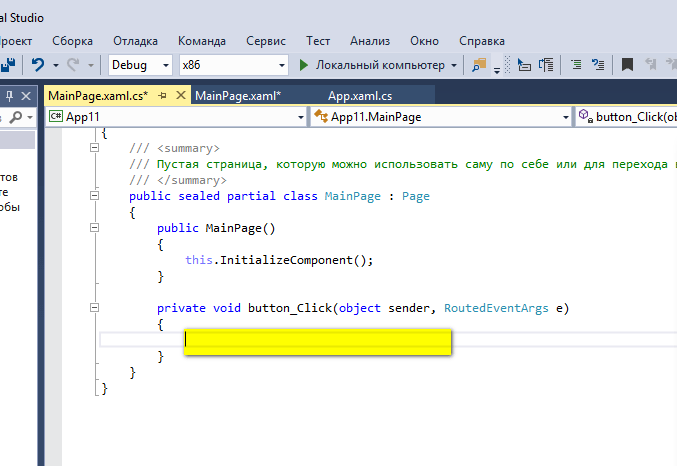 al Studio
Проект Сборка Отладка Команда Сервис Тест Анализ Окно Справка
Debug x86 Локальный компьютер
MainPage.xaml.cs* MainPage.xaml* App.xaml.cs
C# App11 App11.MainPage button_Click(o
{
/// <summary>
/// Пустая страница, которую можно использовать саму по себе или для перехода
/// </summary>
public sealed partial class MainPage : Page
{
public MainPage()
{
this.InitializeComponent();
}
private void button_Click(object sender, RoutedEventArgs e)
{
}
}
}
тов
те
обы